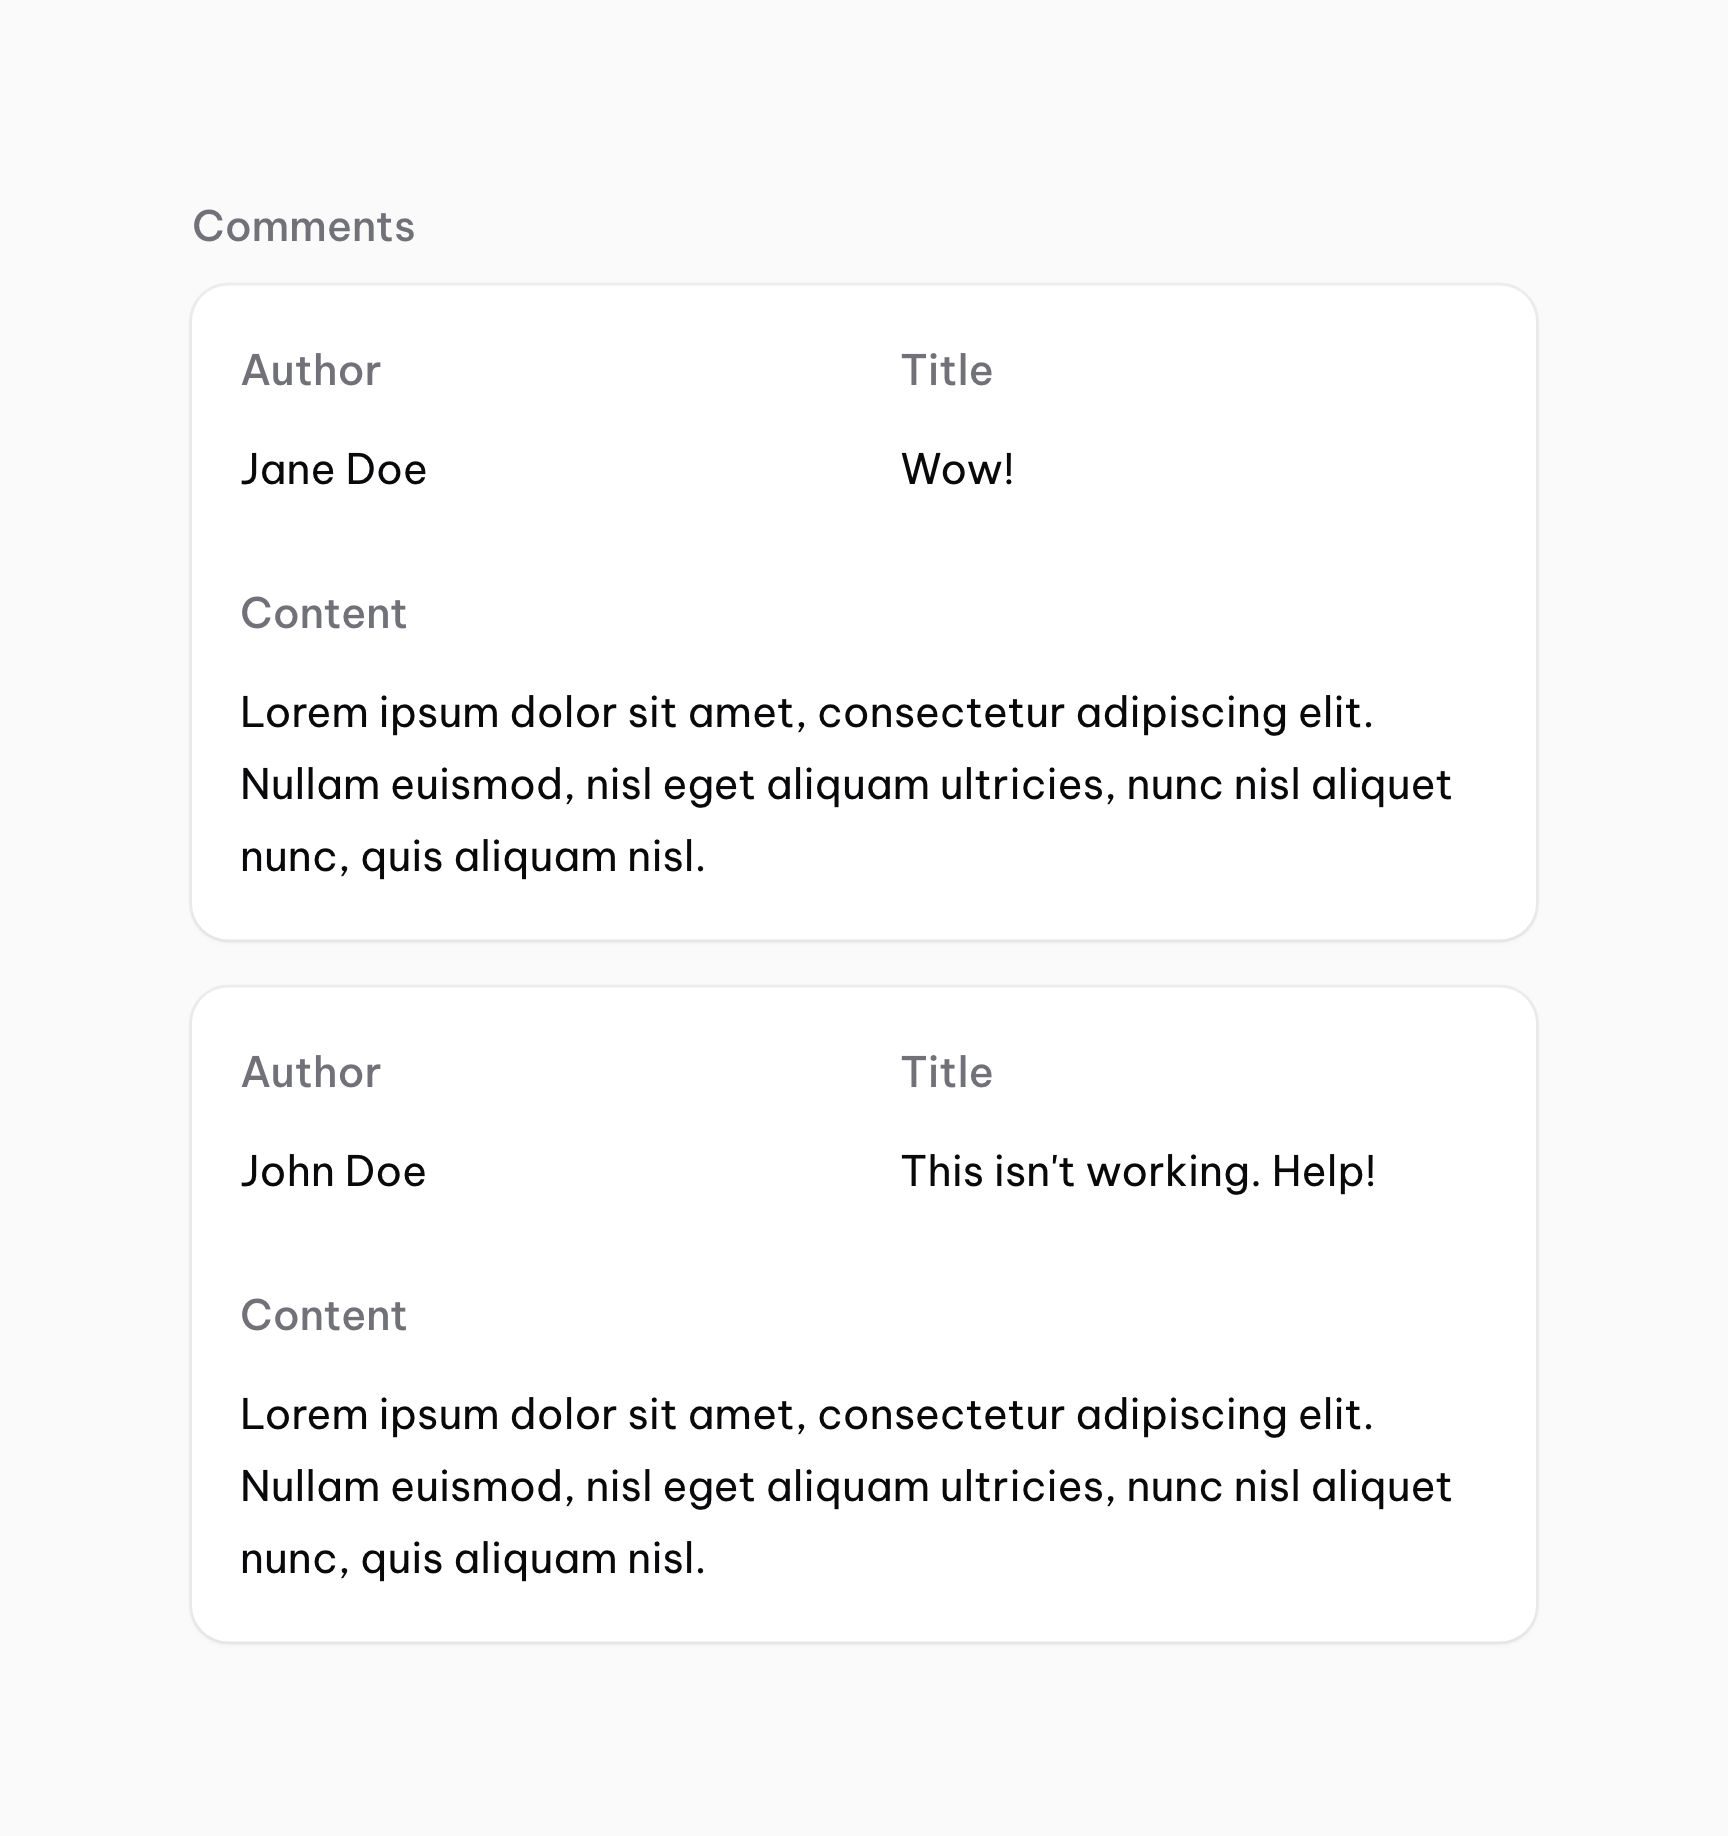 Comments
Author
Title
Jane Doe
Wow!
Content
Lorem ipsum dolor sit amet, consectetur adipiscing elit.
Nullam euismod, nisl eget aliquam ultricies, nunc nisl aliquet
nunc, quis aliquam nisl.
Author
Title
John Doe
This isn't working. Help!
Content
Lorem ipsum dolor sit amet, consectetur adipiscing elit.
Nullam euismod, nisl eget aliquam ultricies, nunc nisl aliquet
nunc, quis aliquam nisl.